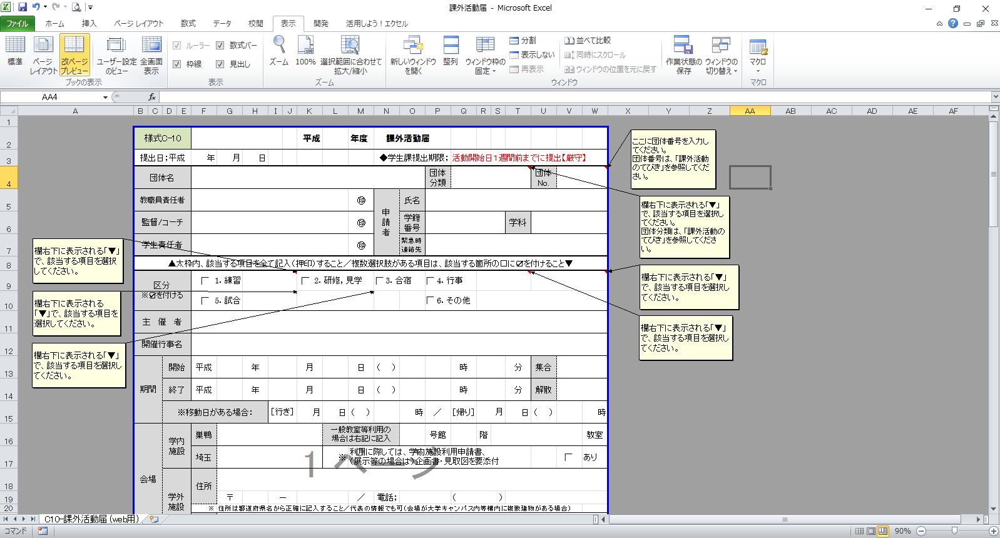 課外活動届 - Microsoft Excel
ファイル ホーム 挿入 ページ レイアウト 数式 データ 校閲 表示 開発 活用しよう！エクセル
標準 ページ レイアウト 改ページ プレビュー ユーザー設定のビュー 全画面表示
ブックの表示
ルーラー 数式バー
枠線 見出し
表示
ズーム 100% 選択範囲に合わせて拡大/縮小
ズーム
新しいウィンドウを開く 整列 ウィンドウ枠の固定
分割
表示しない
再表示
並べて比較
同時にスクロール
ウィンドウの位置を元に戻す
作業状態の保存 ウィンドウの切り替え
ウィンドウ
マクロ
マクロ
AA4 fx
A B C D E F G H I J K L M N O P Q R S T U V W X Y Z AA AB AC AD AE AF
1
2 様式C-10 平成 年度 課外活動届
3 提出日；平成 年 月 日 ◆学生課提出期限； 活動開始日１週間前までに提出【厳守】
4 団体名 団体分類 団体No.
5 教職員責任者 ㊞ 申請者 氏名
6 監督/コーチ ㊞ 学籍番号 学科
7 学生責任者 ㊞ 緊急時連絡先
8 ▲太枠内、該当する項目を全て記入（押印）すること／複数選択肢がある項目は、該当する箇所の□に☑を付けること▼
9 区分 1. 練習 2. 研修，見学 3. 合宿 4. 行事
10 ※☑を付ける 5. 試合 6. その他
11 主 催 者
12 開催行事名
13 期間 開始 平成 年 月 日 （ ） 時 分 集合
14 終了 平成 年 月 日 （ ） 時 分 解散
15 ※移動日がある場合： [行き] 月 日 （ ） 時 ／ [帰り] 月 日 （ ） 時
16 会場 学内施設 巣鴨 一般教室等利用の場合は右記に記入 号館 階 教室
17 埼玉 ※ 利用に際しては、学内施設利用申請書、（展示等の場合は）企画書・見取図を要添付 あり
1 ページ
18 学外施設 住所
19 〒 － ／ 電話； （ ）
20 ※ 住所は都道府県名から正確に記入すること／代表の情報でも可（会場が大学キャンパス内等構内に複数建物がある場合）
欄右下に表示される「▼」
で、該当する項目を選択
してください。
欄右下に表示される
「▼」で、該当する項目を
選択してください。
欄右下に表示される「▼」
で、該当する項目を選択し
てください。
ここに団体番号を入力し
てください。
団体番号は、「課外活動
のてびき」を参照してくだ
さい。
欄右下に表示される「▼」
で、該当する項目を選択し
てください。
団体分類は、「課外活動の
てびき」を参照してくださ
い。
欄右下に表示される「▼」
で、該当する項目を選択し
てください。
欄右下に表示される「▼」
で、該当する項目を選択し
てください。
C10-課外活動届（web用）
コマンド 90%